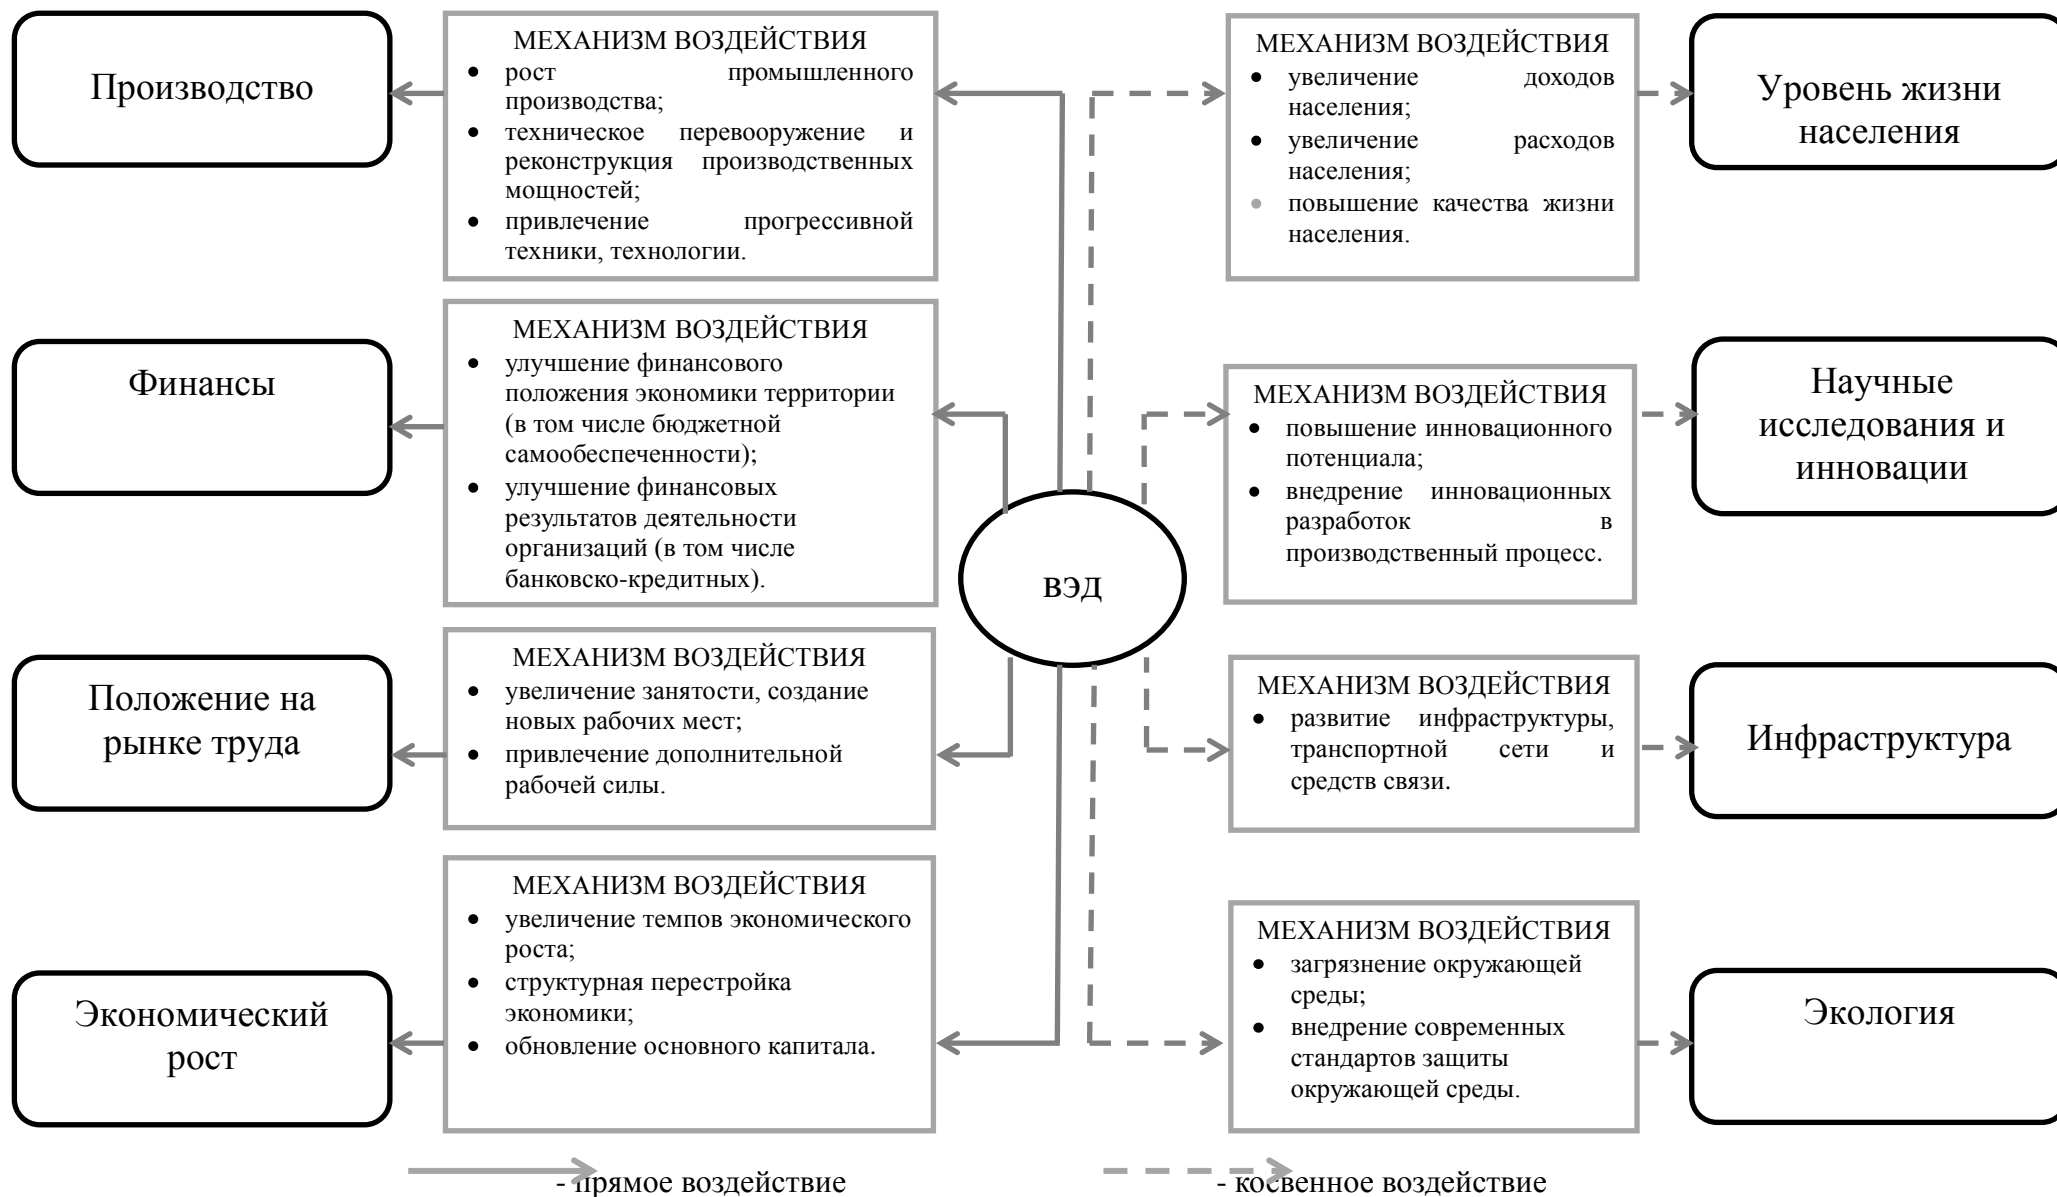 Производство
МЕХАНИЗМ ВОЗДЕЙСТВИЯ
• рост промышленного
производства;
• техническое перевооружение и
реконструкция производственных
мощностей;
• привлечение прогрессивной
техники, технологии.
МЕХАНИЗМ ВОЗДЕЙСТВИЯ
• увеличение доходов
населения;
• увеличение расходов
населения;
• повышение качества жизни
населения.
Уровень жизни
населения
Финансы
МЕХАНИЗМ ВОЗДЕЙСТВИЯ
• улучшение финансового
положения экономики территории
(в том числе бюджетной
самообеспеченности);
• улучшение финансовых
результатов деятельности
организаций (в том числе
банковско-кредитных).
МЕХАНИЗМ ВОЗДЕЙСТВИЯ
• повышение инновационного
потенциала;
• внедрение инновационных
разработок в
производственный процесс.
Научные
исследования и
инновации
вэд
Положение на
рынке труда
МЕХАНИЗМ ВОЗДЕЙСТВИЯ
• увеличение занятости, создание
новых рабочих мест;
• привлечение дополнительной
рабочей силы.
МЕХАНИЗМ ВОЗДЕЙСТВИЯ
• развитие инфраструктуры,
транспортной сети и
средств связи.
Инфраструктура
Экономический
рост
МЕХАНИЗМ ВОЗДЕЙСТВИЯ
• увеличение темпов экономического
роста;
• структурная перестройка
экономики;
• обновление основного капитала.
МЕХАНИЗМ ВОЗДЕЙСТВИЯ
• загрязнение окружающей
среды;
• внедрение современных
стандартов защиты
окружающей среды.
Экология
- прямое воздействие
- косвенное воздействие